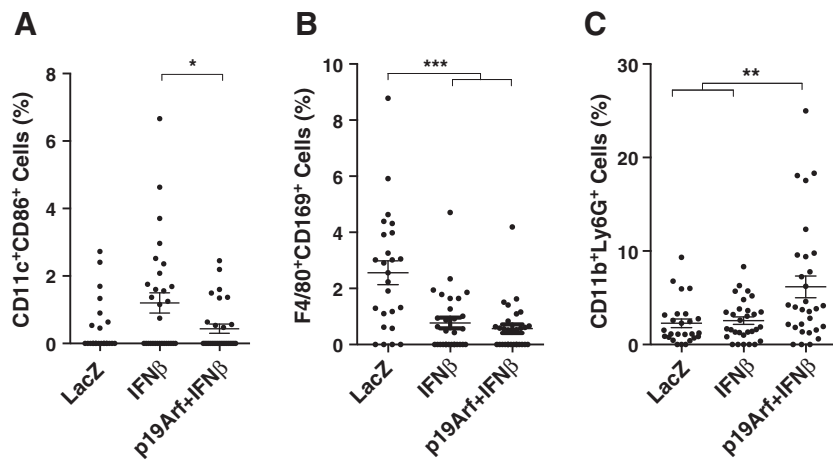 A
CD11c⁺CD86⁺ Cells (%)
8
6
4
2
0
*
LacZ
IFNβ
p19Arf+IFNβ
B
F4/80⁺CD169⁺ Cells (%)
10
8
6
4
2
0
***
LacZ
IFNβ
p19Arf+IFNβ
C
CD11b⁺Ly6G⁺ Cells (%)
30
20
10
0
**
LacZ
IFNβ
p19Arf+IFNβ